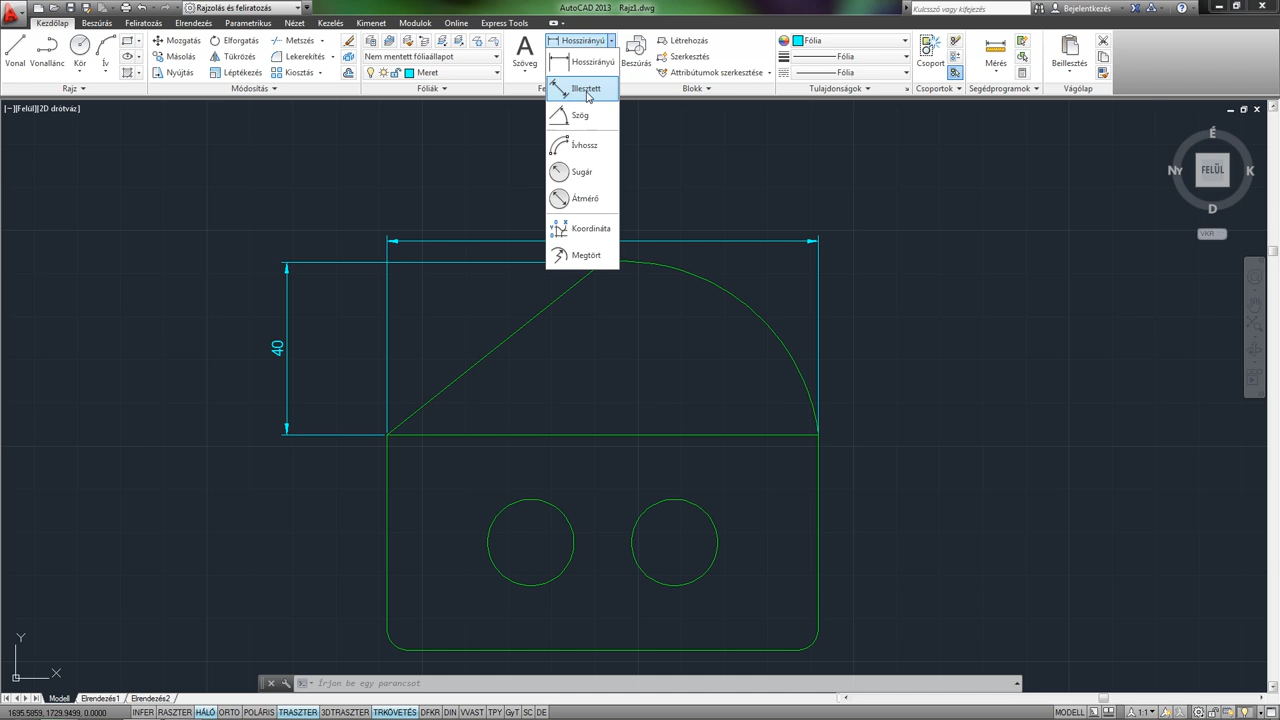 Rajzolás és feliratozás
AutoCAD 2013 Rajz1.dwg
Kulcsszó vagy kifejezés
Bejelentkezés
Kezdőlap Beszúrás Feliratozás Elrendezés Parametrikus Nézet Kezelés Kimenet Modulok Online Express Tools
Vonal
Vonallánc
Kör
Ív
Rajz
Mozgatás
Elforgatás
Metszés
Másolás
Tükrözés
Lekerekítés
Nyújtás
Léptékezés
Kiosztás
Módosítás
Nem mentett fóliaállapot
Meret
Fóliák
A
Szöveg
Fe
Hosszirányú
Hosszirányú
Illesztett
Szög
Ívhossz
Sugár
Átmérő
Koordináta
Megtört
Beszúrás
Létrehozás
Szerkesztés
Attribútumok szerkesztése
Blokk
Fólia
Fólia
Fólia
Tulajdonságok
Csoport
Csoportok
Mérés
Segédprogramok
Beillesztés
Vágólap
[−][Felül][2D drótváz]
É
NY
FELÜL
K
D
VKR
40
Y
X
Írjon be egy parancsot
Modell Elrendezés1 Elrendezés2
1695.5859, 1729.9499, 0.0000
INFER RASZTER HÁLÓ ORTO POLÁRIS TRASZTER 3DTRASZTER TRKÖVETÉS DFKR DIN VVAST TPY GyT SC DE
MODELL
1:1